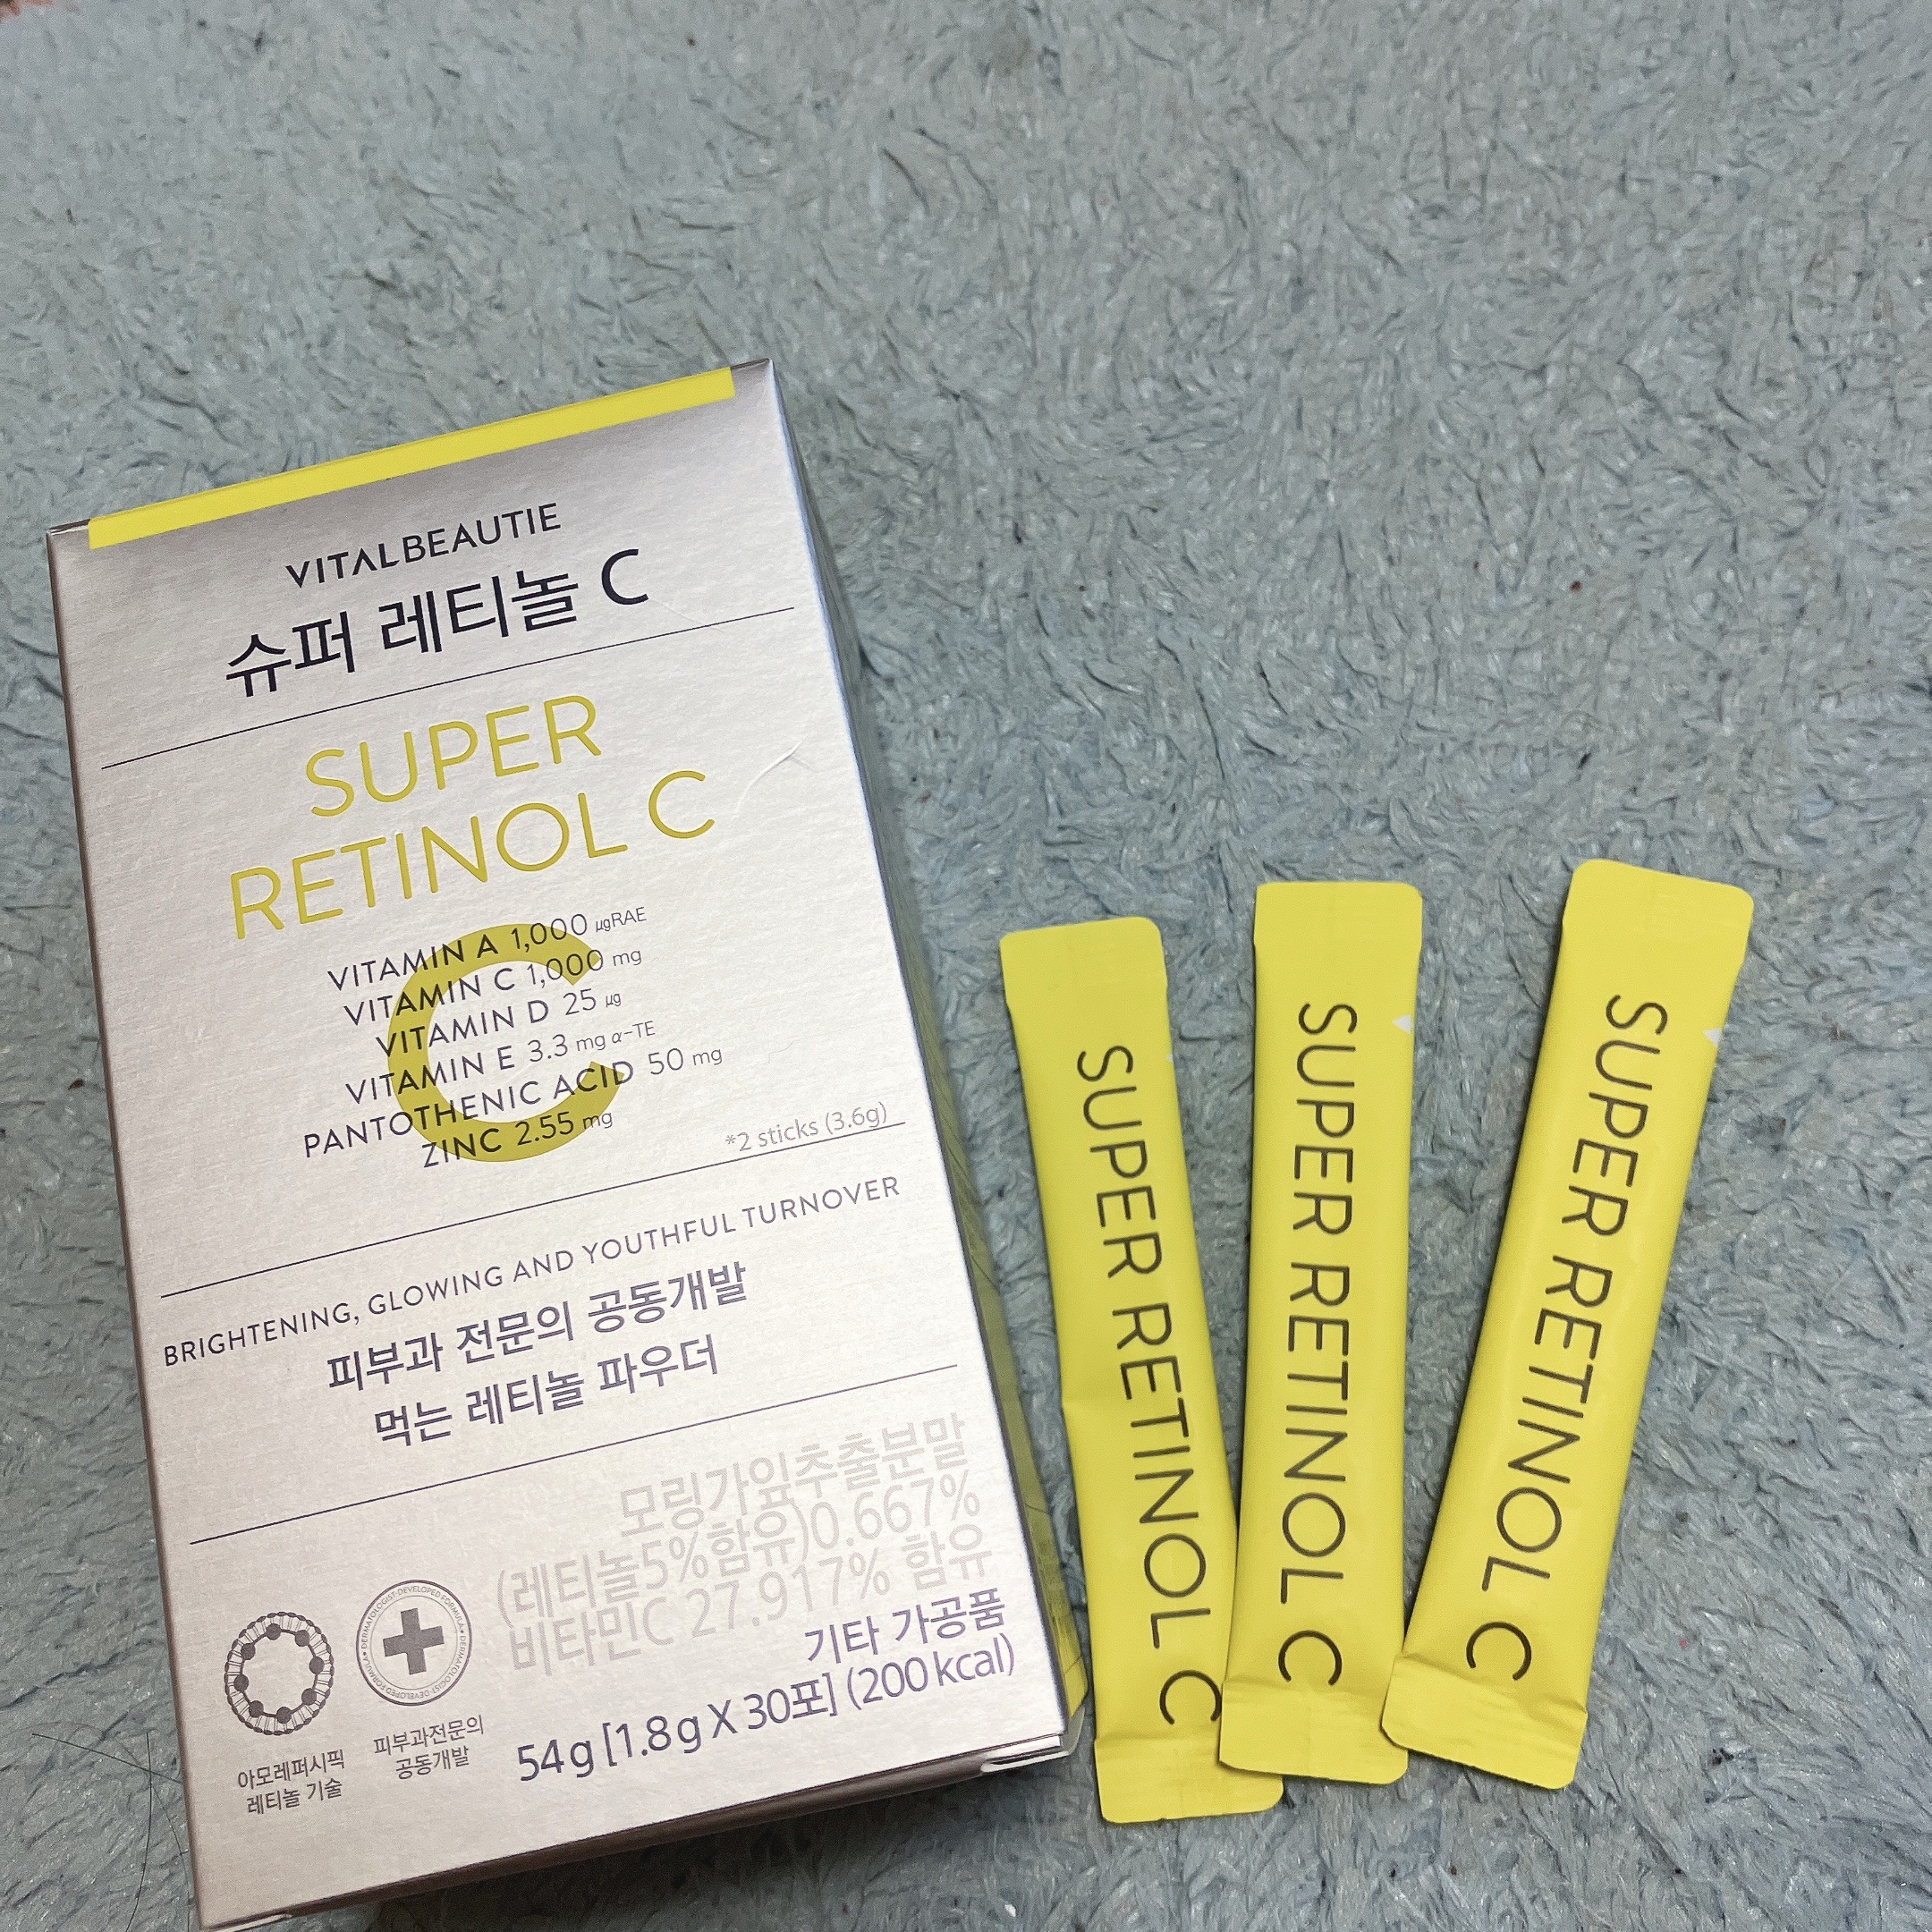 VITALBEAUTIE
슈퍼 레티놀 C
SUPER
RETINOL C
VITAMIN A 1,000 μgRAE
VITAMIN C 1,000 mg
VITAMIN D 25 μg
VITAMIN E 3.3 mg α-TE
PANTOTHENIC ACID 50 mg
ZINC 2.55 mg
C
*2 sticks (3.6g)
BRIGHTENING, GLOWING AND YOUTHFUL TURNOVER
피부과 전문의 공동개발
먹는 레티놀 파우더
모링가잎추출분말
(레티놀5%함유)0.667%
비타민C 27.917% 함유
기타 가공품
54g [1.8g X 30포] (200 kcal)
아모레퍼시픽
레티놀 기술
DERMATOLOGIST-DEVELOPED FORMULA • DERMATOLOGIST-DEVELOPED FORMULA •
피부과전문의
공동개발
SUPER RETINOL C
SUPER RETINOL C
SUPER RETINOL C